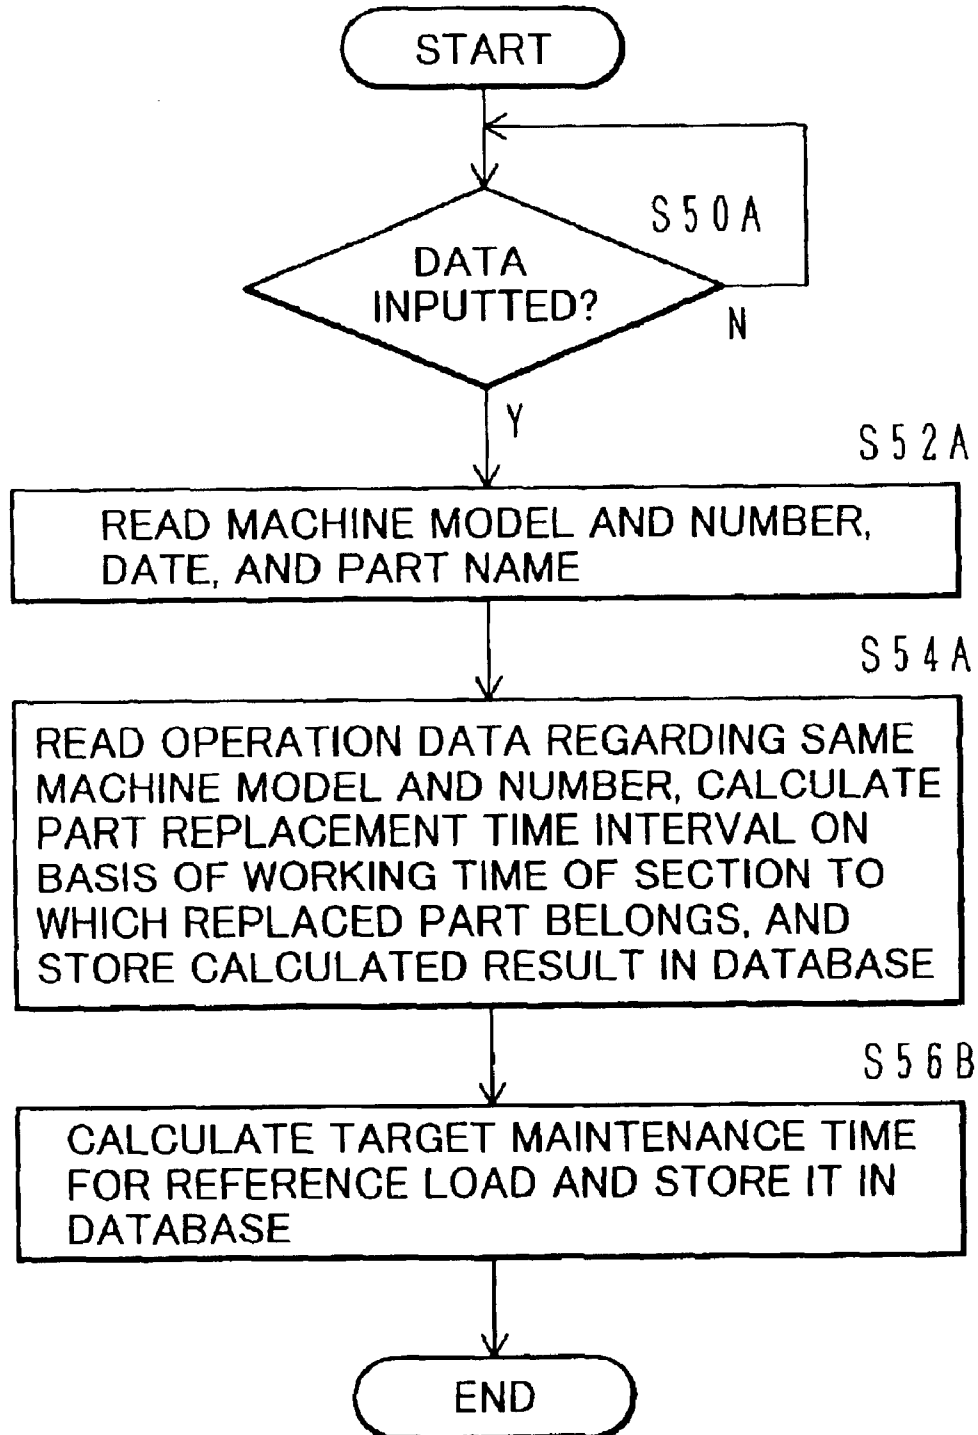 START
S50A
DATA
INPUTTED?
N
Y
S52A
READ MACHINE MODEL AND NUMBER,
DATE, AND PART NAME
S54A
READ OPERATION DATA REGARDING SAME
MACHINE MODEL AND NUMBER, CALCULATE
PART REPLACEMENT TIME INTERVAL ON
BASIS OF WORKING TIME OF SECTION TO
WHICH REPLACED PART BELONGS, AND
STORE CALCULATED RESULT IN DATABASE
S56B
CALCULATE TARGET MAINTENANCE TIME
FOR REFERENCE LOAD AND STORE IT IN
DATABASE
END